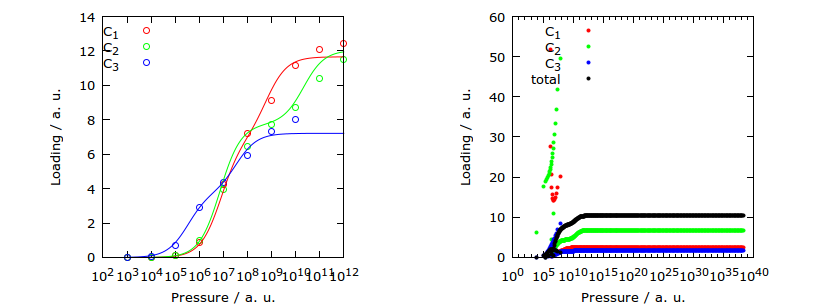 14
12
10
8
6
4
2
0
C₁
C₂
C₃
Loading / a. u.
10² 10³ 10⁴ 10⁵ 10⁶ 10⁷ 10⁸ 10⁹ 10¹⁰ 10¹¹ 10¹²
Pressure / a. u.
60
50
40
30
20
10
0
C₁
C₂
C₃
total
Loading / a. u.
10⁰ 10⁵ 10¹⁰ 10¹⁵ 10²⁰ 10²⁵ 10³⁰ 10³⁵ 10⁴⁰
Pressure / a. u.